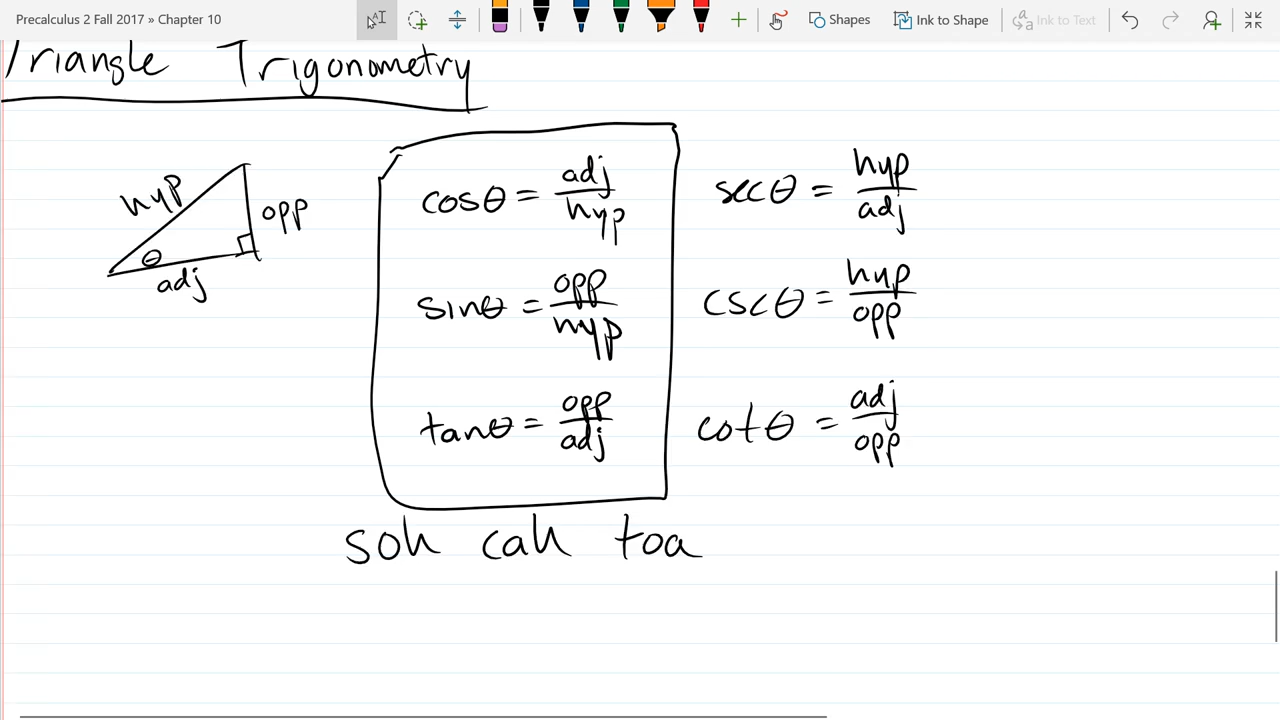 Precalculus 2 Fall 2017 » Chapter 10
Shapes
Ink to Shape
Ink to Text
Triangle Trigonometry
hyp
opp
θ
adj
cosθ = adj/hyp
secθ = hyp/adj
sinθ = opp/hyp
cscθ = hyp/opp
tanθ = opp/adj
cotθ = adj/opp
soh cah toa